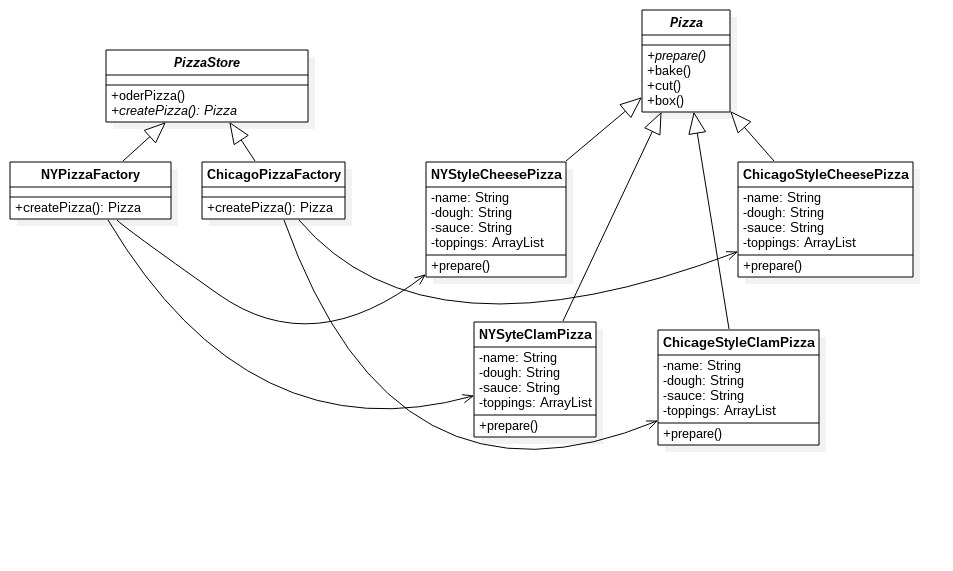 Pizza
+prepare()
+bake()
+cut()
+box()
PizzaStore
+oderPizza()
+createPizza(): Pizza
NYPizzaFactory
+createPizza(): Pizza
ChicagoPizzaFactory
+createPizza(): Pizza
NYStyleCheesePizza
-name: String
-dough: String
-sauce: String
-toppings: ArrayList
+prepare()
ChicagoStyleCheesePizza
-name: String
-dough: String
-sauce: String
-toppings: ArrayList
+prepare()
NYSyteClamPizza
-name: String
-dough: String
-sauce: String
-toppings: ArrayList
+prepare()
ChicageStyleClamPizza
-name: String
-dough: String
-sauce: String
-toppings: ArrayList
+prepare()